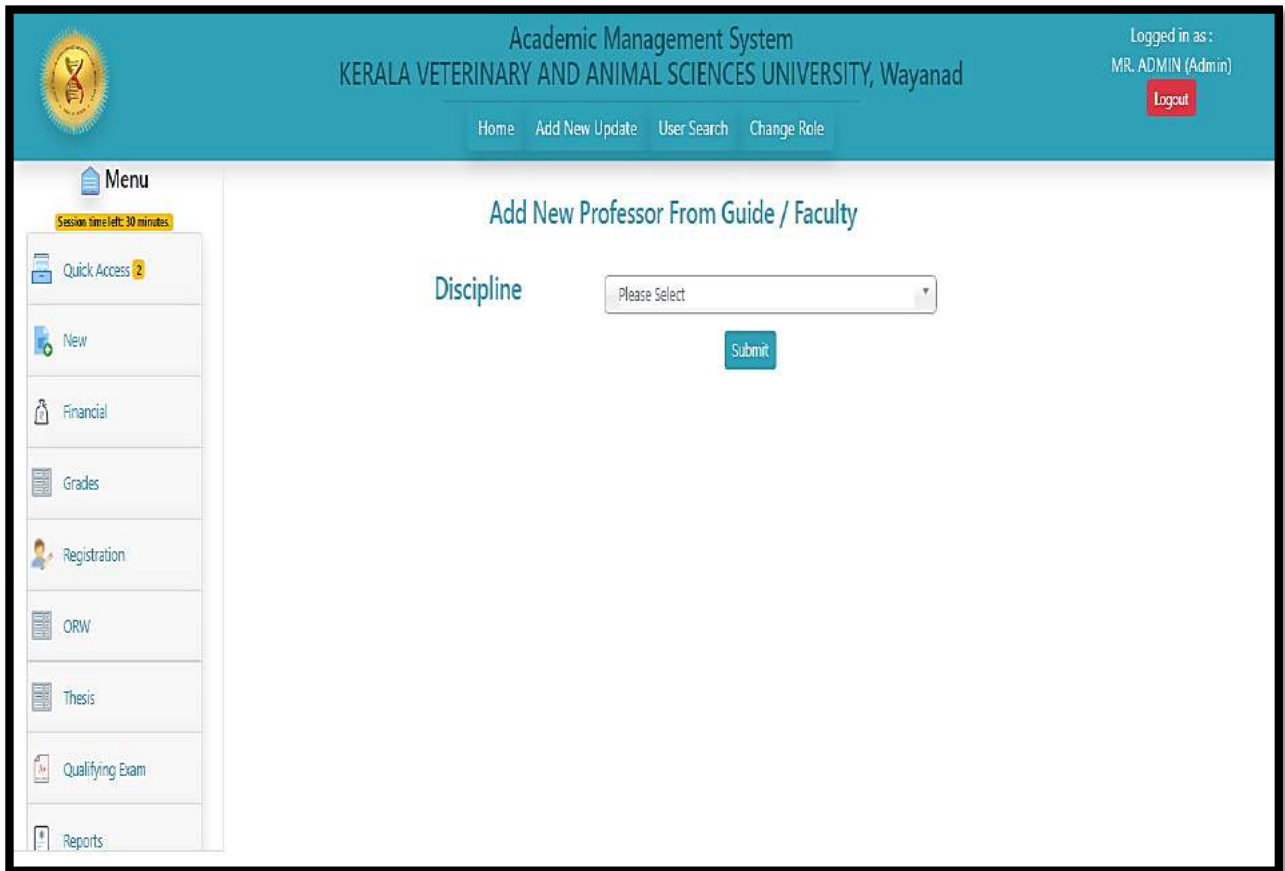 Academic Management System
KERALA VETERINARY AND ANIMAL SCIENCES UNIVERSITY, Wayanad
Logged in as :
MR. ADMIN (Admin)
Logout
Home Add New Update User Search Change Role
Menu
Session time left: 30 minutes.
Quick Access 2
New
Financial
Grades
Registration
ORW
Thesis
Qualifying Exam
Reports
Add New Professor From Guide / Faculty
Discipline Please Select
Submit